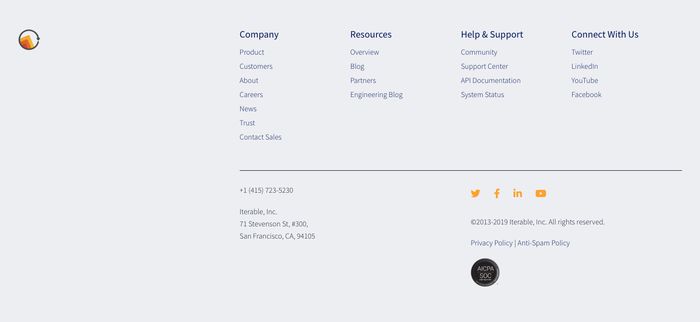 Company
Product
Customers
About
Careers
News
Trust
Contact Sales
Resources
Overview
Blog
Partners
Engineering Blog
Help & Support
Community
Support Center
API Documentation
System Status
Connect With Us
Twitter
LinkedIn
YouTube
Facebook
+1 (415) 723-5230
Iterable, Inc.
71 Stevenson St, #300,
San Francisco, CA, 94105
©2013-2019 Iterable, Inc. All rights reserved.
Privacy Policy | Anti-Spam Policy
AICPA
SOC